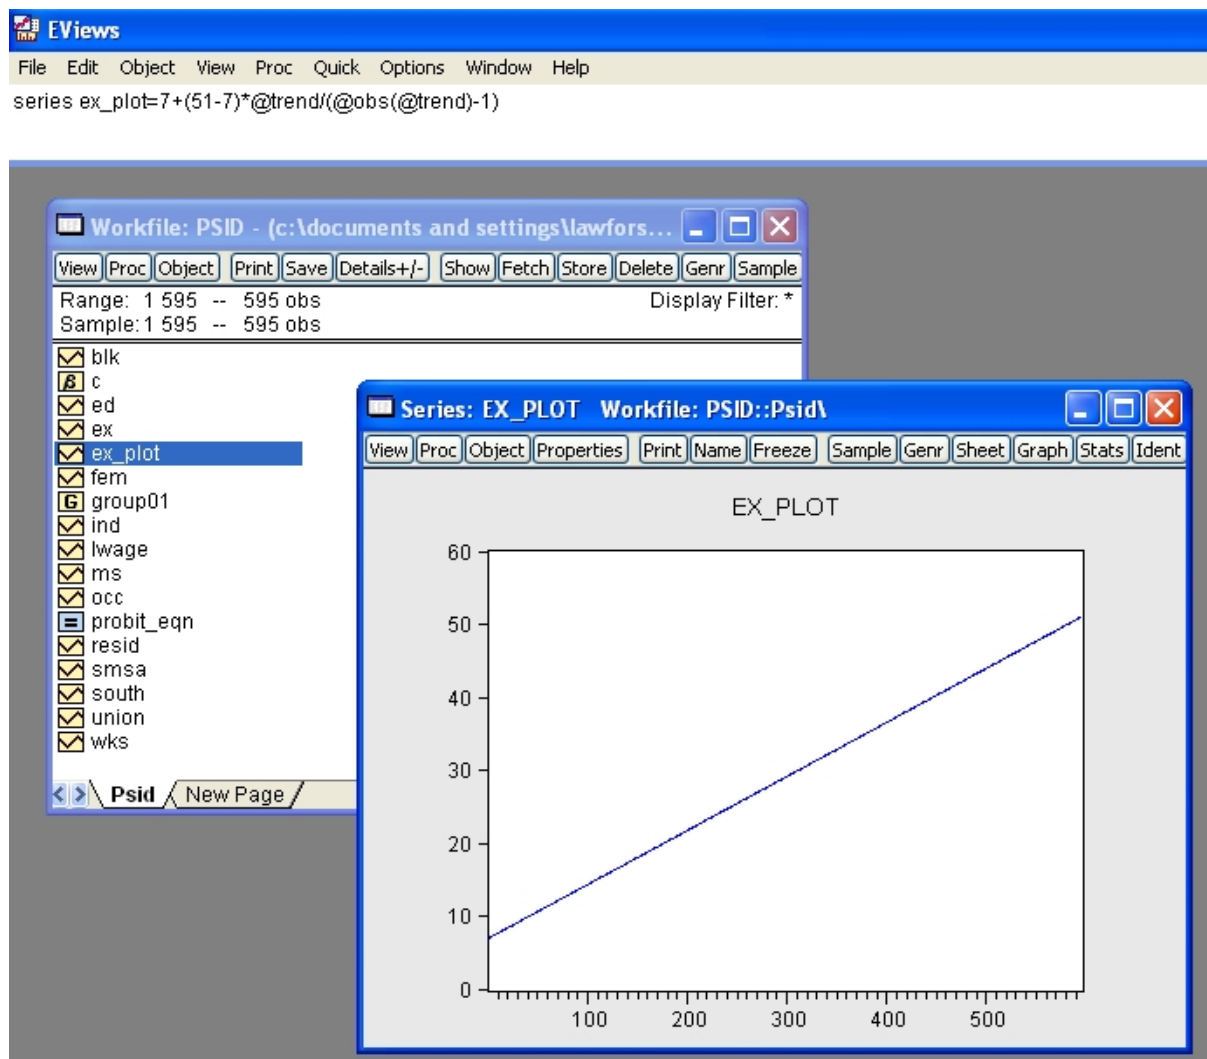 EViews
File Edit Object View Proc Quick Options Window Help
series ex_plot=7+(51-7)*@trend/(@obs(@trend)-1)
Workfile: PSID - (c:\documents and settings\lawfors...
View Proc Object Print Save Details+/- Show Fetch Store Delete Genr Sample
Range: 1 595 -- 595 obs Display Filter: *
Sample: 1 595 -- 595 obs
blk
β c
ed
ex
ex_plot
fem
G group01
ind
lwage
ms
occ
= probit_eqn
resid
smsa
south
union
wks
Psid New Page
Series: EX_PLOT Workfile: PSID::Psid\
View Proc Object Properties Print Name Freeze Sample Genr Sheet Graph Stats Ident
EX_PLOT
60
50
40
30
20
10
0
100 200 300 400 500